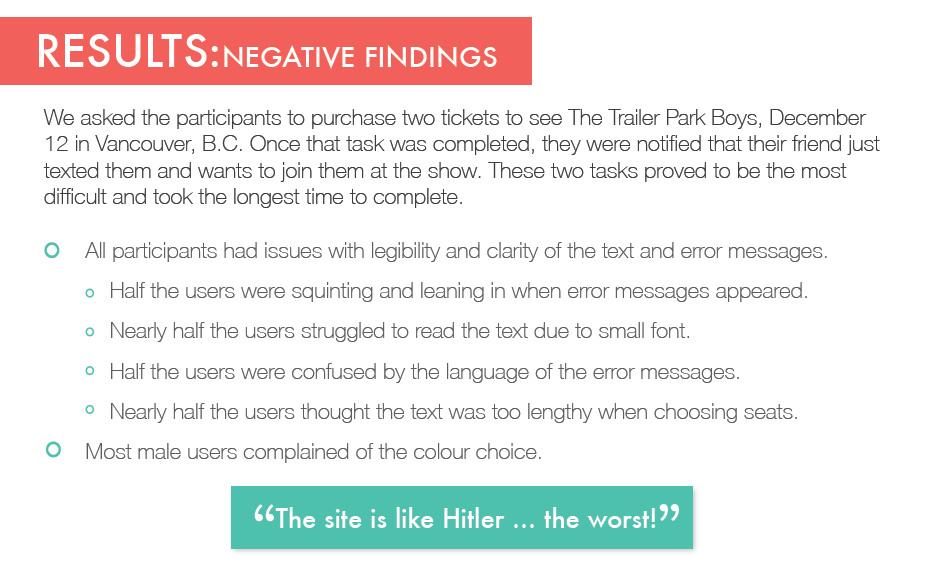 RESULTS: NEGATIVE FINDINGS
We asked the participants to purchase two tickets to see The Trailer Park Boys, December
12 in Vancouver, B.C. Once that task was completed, they were notified that their friend just
texted them and wants to join them at the show. These two tasks proved to be the most
difficult and took the longest time to complete.
All participants had issues with legibility and clarity of the text and error messages.
Half the users were squinting and leaning in when error messages appeared.
Nearly half the users struggled to read the text due to small font.
Half the users were confused by the language of the error messages.
Nearly half the users thought the text was too lengthy when choosing seats.
Most male users complained of the colour choice.
“The site is like Hitler ... the worst!”